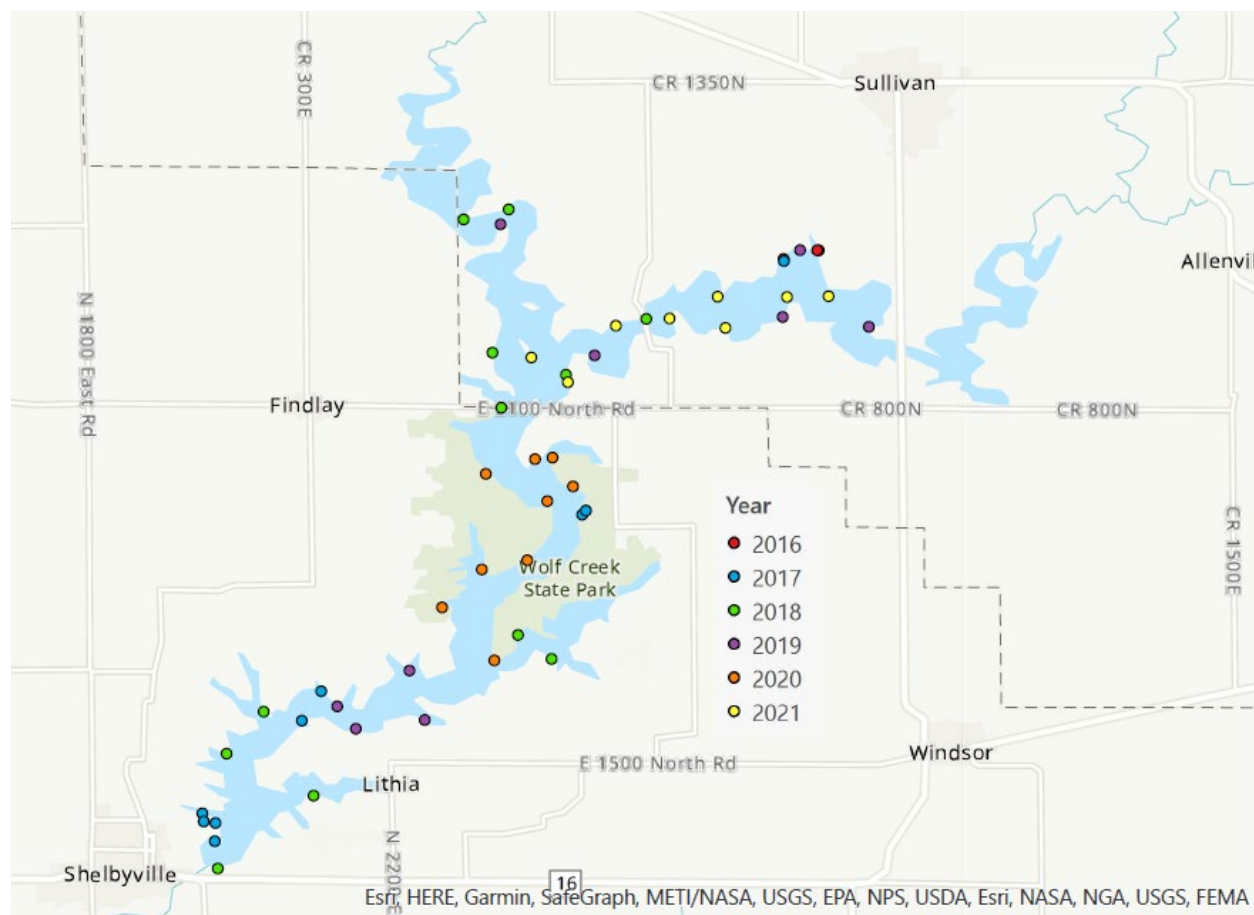 CR 300E
CR 1350N
Sullivan
N 1800 East Rd
Findlay
E 2100 North Rd
CR 800N
CR 800N
CR 1500E
Wolf Creek
State Park
Year
2016
2017
2018
2019
2020
2021
Windsor
E 1500 North Rd
Lithia
Shelbyville
16
Allenvil
Esri, HERE, Garmin, SafeGraph, METI/NASA, USGS, EPA, NPS, USDA, Esri, NASA, NGA, USGS, FEMA